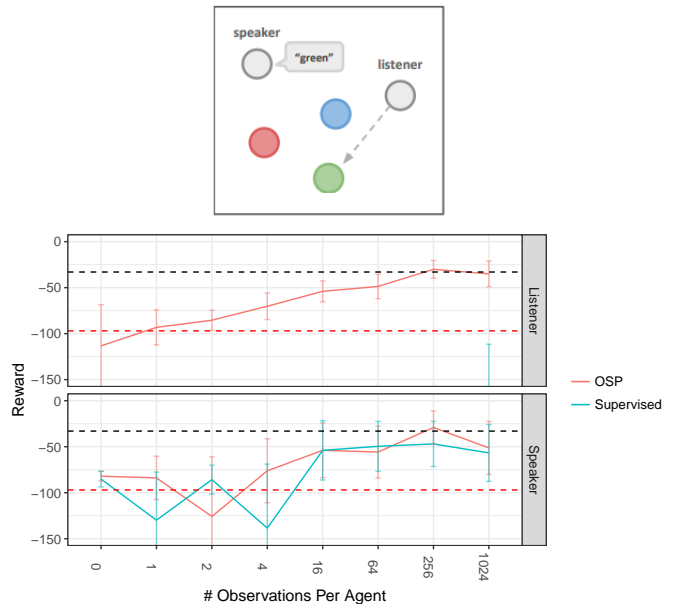 speaker
"green"
listener
0
−50
−100
−150
Listener
0
−50
−100
−150
Speaker
Reward
OSP
Supervised
0
1
2
4
16
64
256
1024
# Observations Per Agent